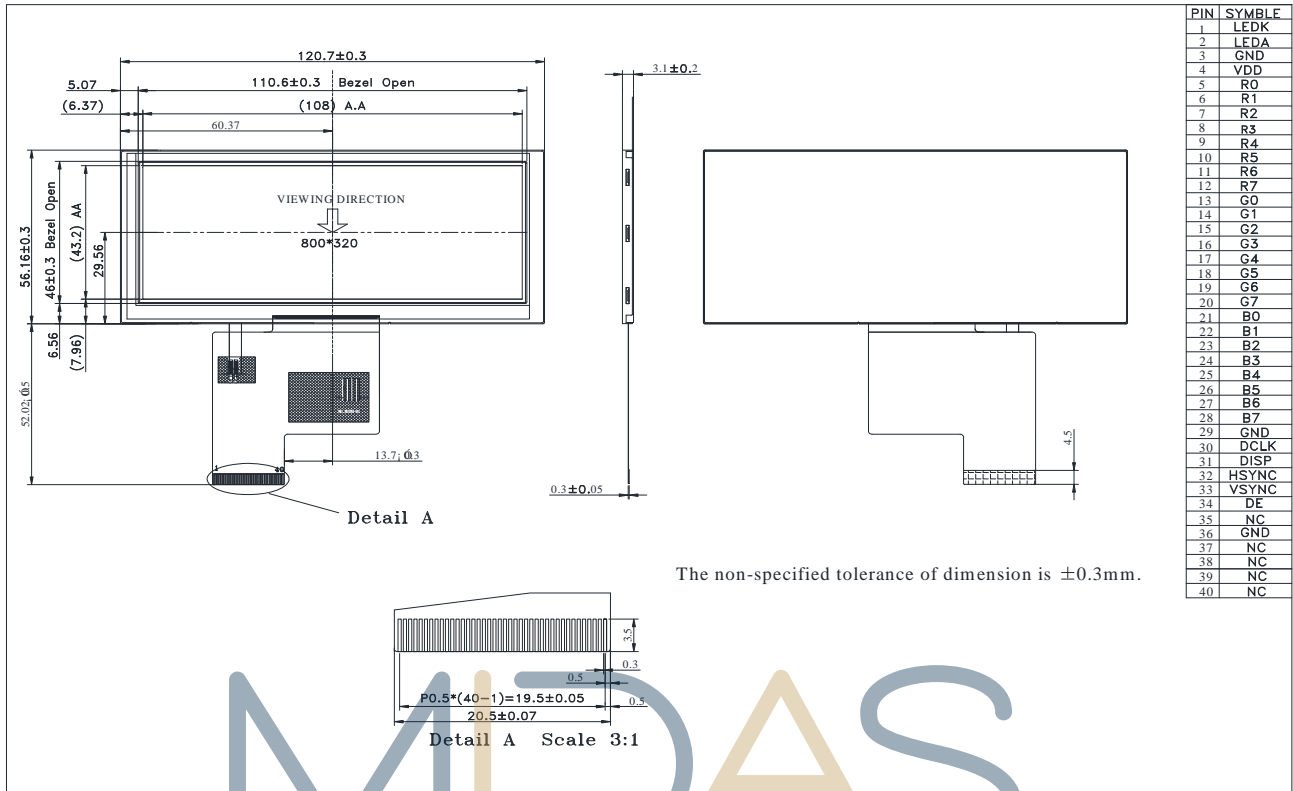 PIN SYMBLE
1 LEDK
2 LEDA
3 GND
4 VDD
5 R0
6 R1
7 R2
8 R3
9 R4
10 R5
11 R6
12 R7
13 G0
14 G1
15 G2
16 G3
17 G4
18 G5
19 G6
20 G7
21 B0
22 B1
23 B2
24 B3
25 B4
26 B5
27 B6
28 B7
29 GND
30 DCLK
31 DISP
32 HSYNC
33 VSYNC
34 DE
35 NC
36 GND
37 NC
38 NC
39 NC
40 NC
120.7±0.3
5.07
110.6±0.3 Bezel Open
(6.37)
(108) A.A
60.37
3.1±0.2
VIEWING DIRECTION
800*320
56.16±0.3
46±0.3 Bezel Open
(43.2) AA
29.56
6.56
(7.96)
1 40
13.7
4.5
0.3±0.05
Detail A
The non-specified tolerance of dimension is ±0.3mm.
3.5
0.3
0.5
P0.5*(40-1)=19.5±0.05
0.5
20.5±0.07
Detail A Scale 3:1
MIDAS